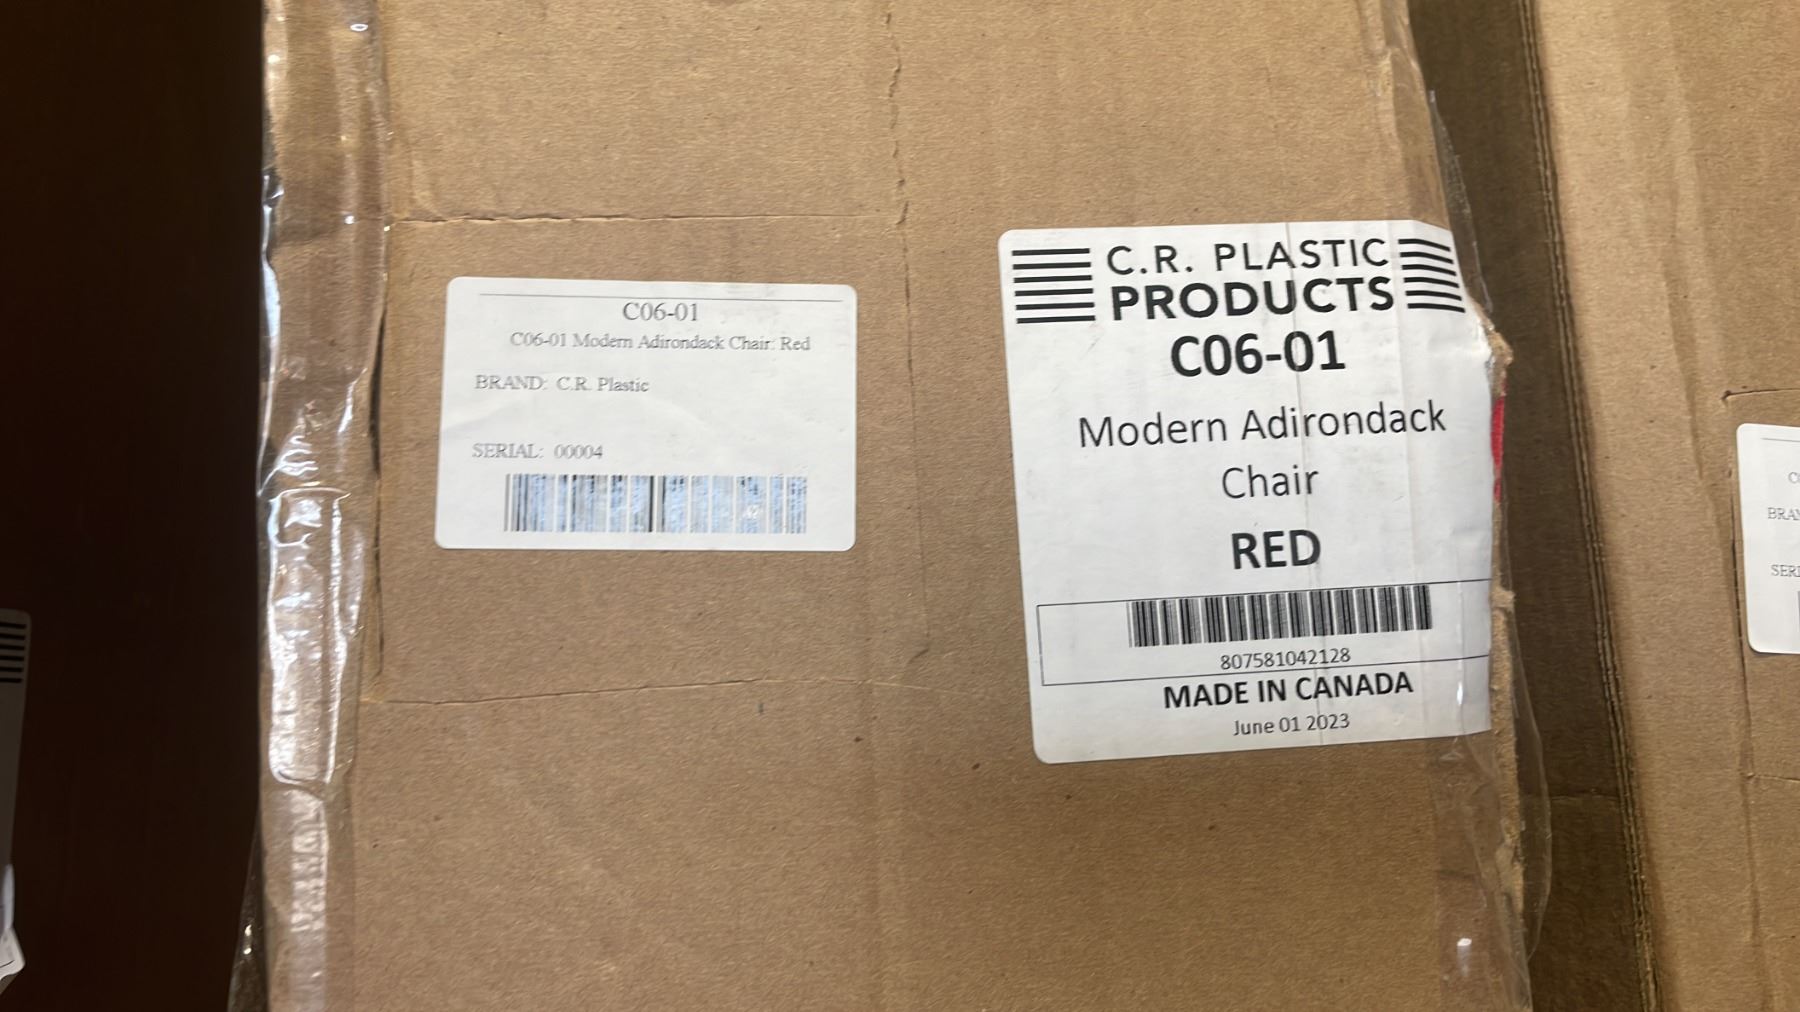 C06-01
C06-01 Modern Adirondack Chair: Red
BRAND: C.R. Plastic
SERIAL: 00004
C.R. PLASTIC
PRODUCTS
C06-01
Modern Adirondack
Chair
RED
807581042128
MADE IN CANADA
June 01 2023